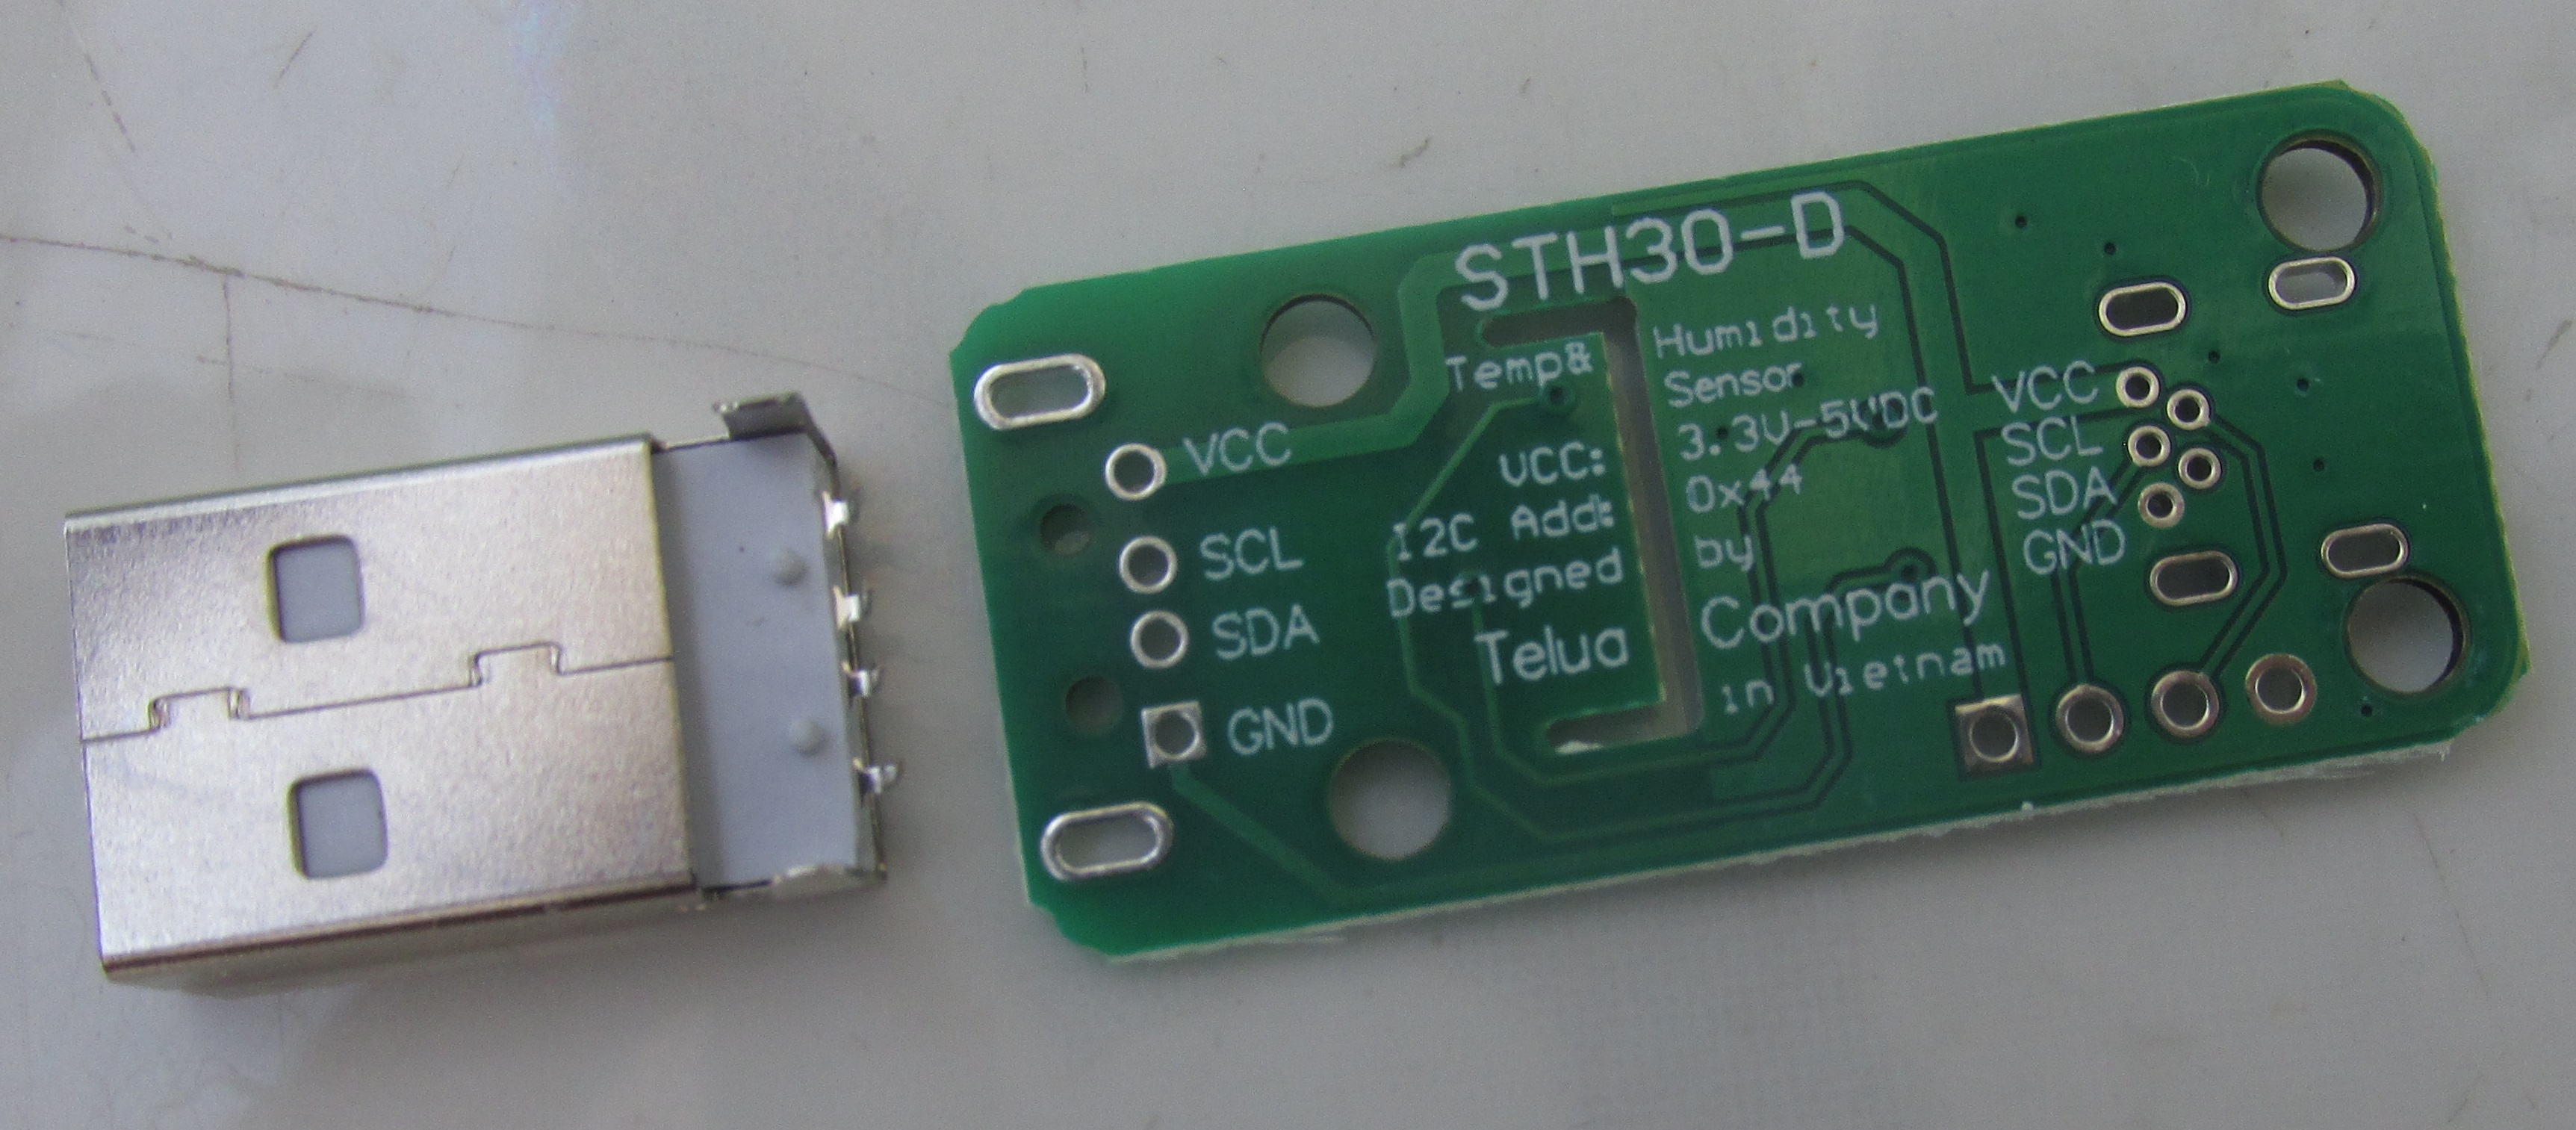 STH30-D
Temp& Humidity
Sensor
VCC: 3.3V-5VDC
I2C Add: 0x44
Designed by
Telua Company
in Vietnam
VCC
SCL
SDA
GND
VCC
SCL
SDA
GND